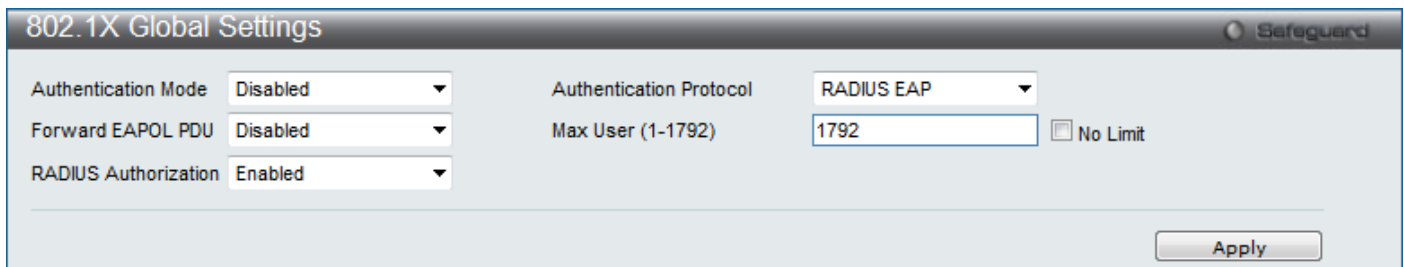 802.1X Global Settings
Safeguard
Authentication Mode Disabled Authentication Protocol RADIUS EAP
Forward EAPOL PDU Disabled Max User (1-1792) 1792 No Limit
RADIUS Authorization Enabled
Apply